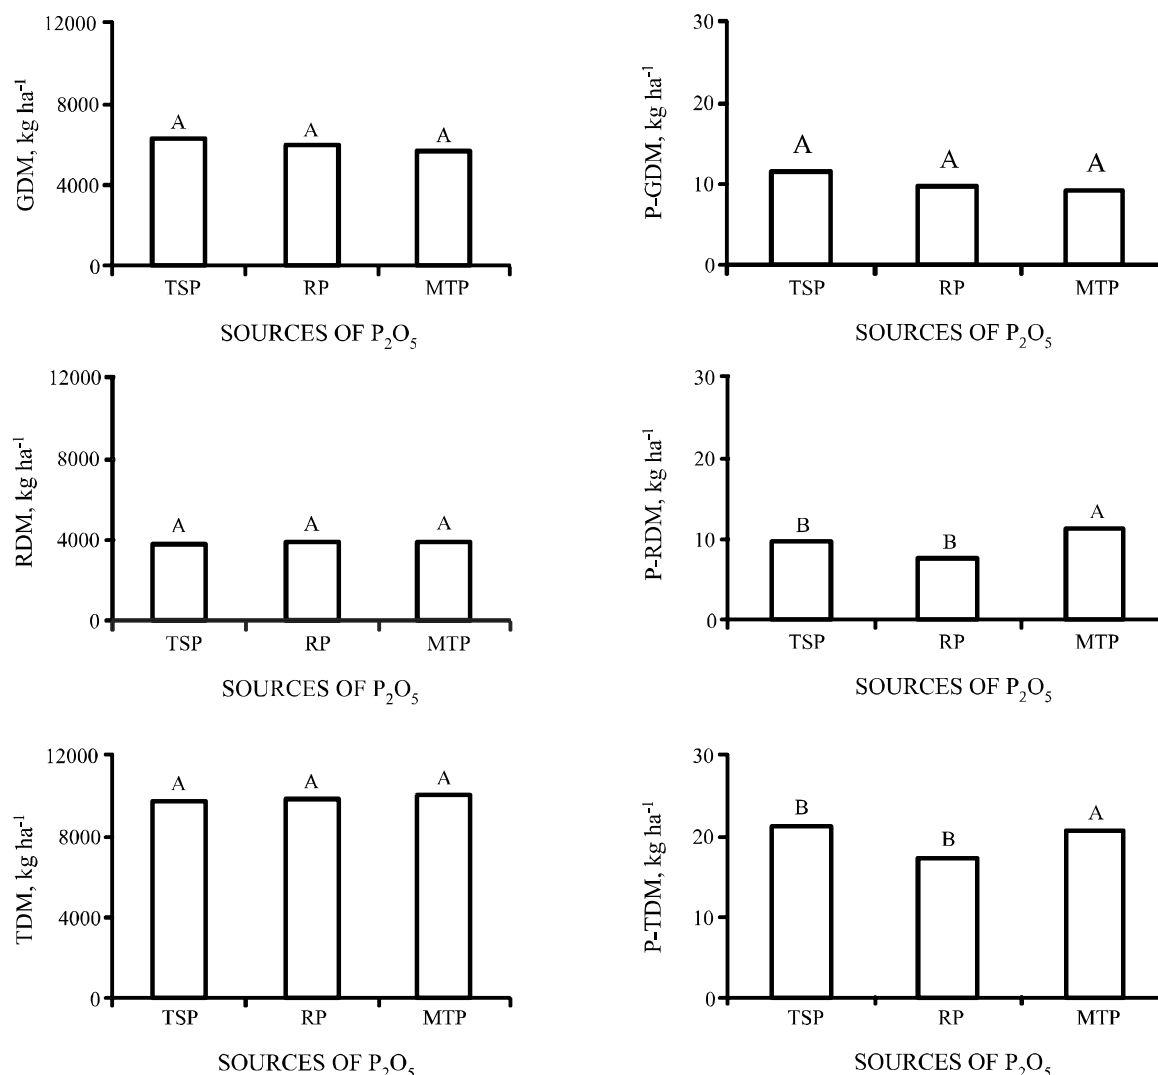 GDM, kg ha⁻¹
12000
8000
4000
0
A
A
A
TSP
RP
MTP
SOURCES OF P₂O₅
P-GDM, kg ha⁻¹
30
20
10
0
A
A
A
TSP
RP
MTP
SOURCES OF P₂O₅
RDM, kg ha⁻¹
12000
8000
4000
0
A
A
A
TSP
RP
MTP
SOURCES OF P₂O₅
P-RDM, kg ha⁻¹
30
20
10
0
B
B
A
TSP
RP
MTP
SOURCES OF P₂O₅
TDM, kg ha⁻¹
12000
8000
4000
0
A
A
A
TSP
RP
MTP
SOURCES OF P₂O₅
P-TDM, kg ha⁻¹
30
20
10
0
B
B
A
TSP
RP
MTP
SOURCES OF P₂O₅